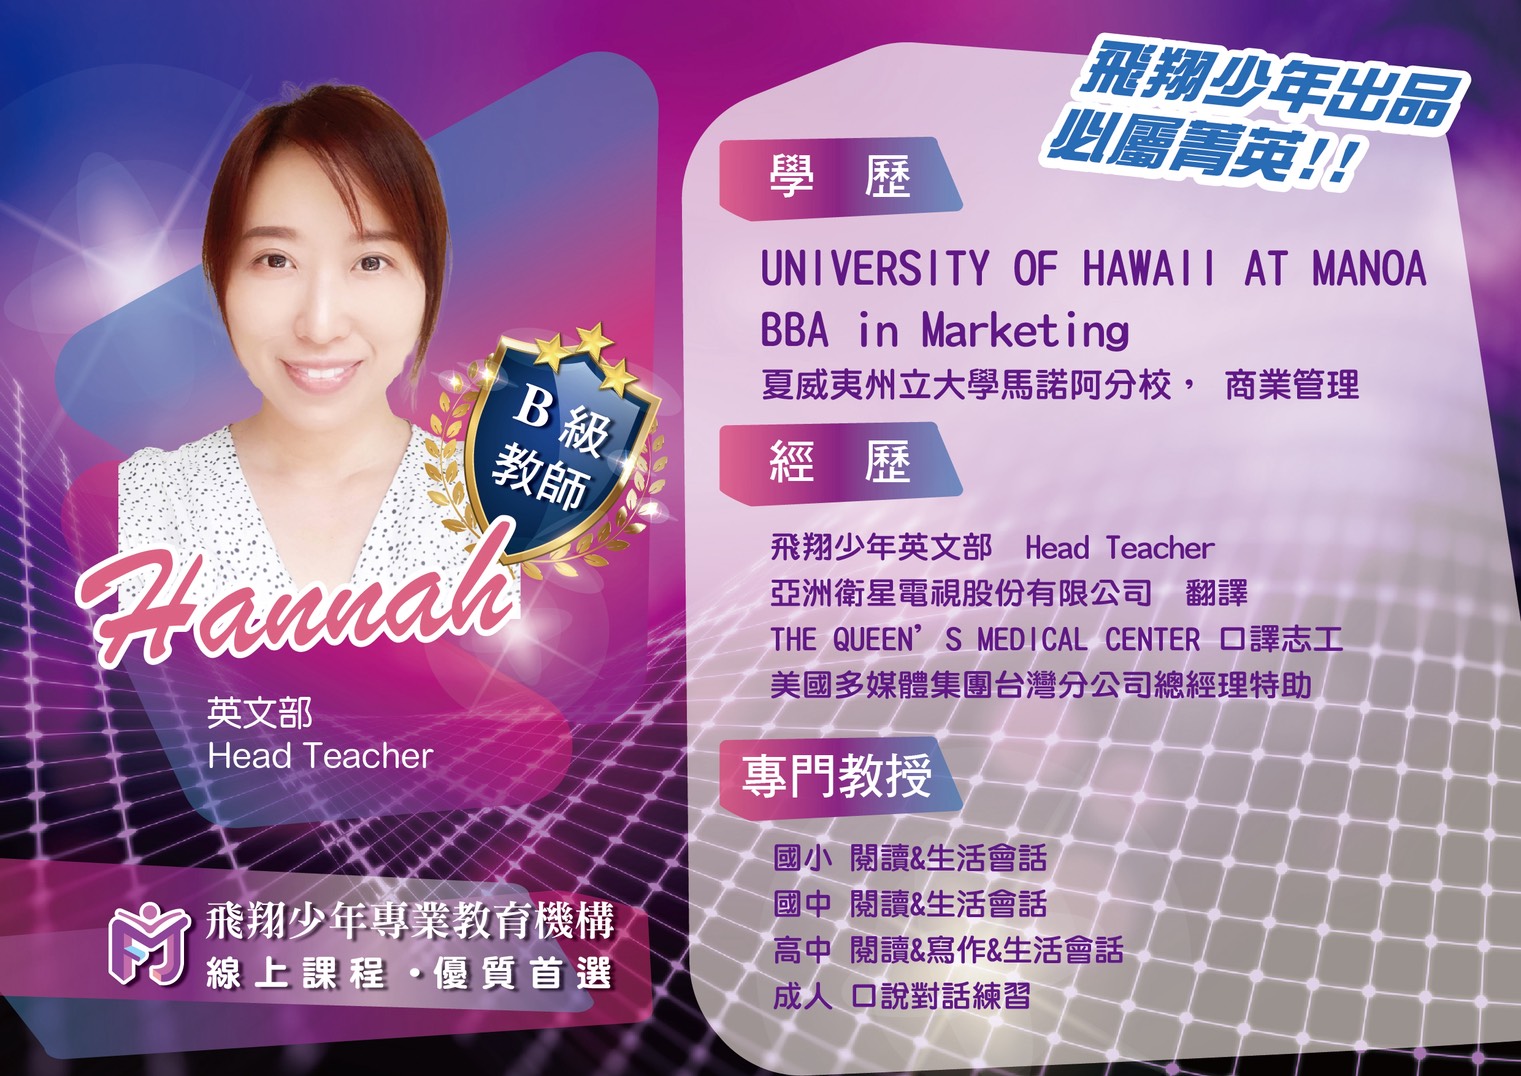 飛翔少年出品
必屬菁英!!
B級
教師
Hannah
英文部
Head Teacher
飛翔少年專業教育機構
線上課程・優質首選
學 歷
UNIVERSITY OF HAWAII AT MANOA
BBA in Marketing
夏威夷州立大學馬諾阿分校， 商業管理
經 歷
飛翔少年英文部 Head Teacher
亞洲衛星電視股份有限公司 翻譯
THE QUEEN’S MEDICAL CENTER 口譯志工
美國多媒體集團台灣分公司總經理特助
專門教授
國小 閱讀&生活會話
國中 閱讀&生活會話
高中 閱讀&寫作&生活會話
成人 口說對話練習